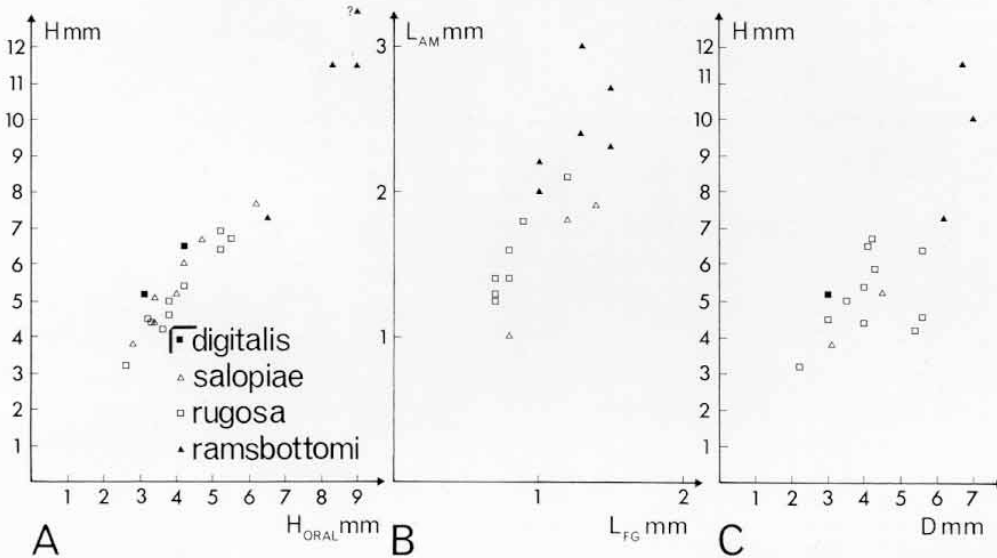 H mm
12
11
10
9
8
7
6
5
4
3
2
1
?
digitalis
salopiae
rugosa
ramsbottomi
1 2 3 4 5 6 7 8 9
A
H ORAL mm
L AM mm
3
2
1
1 2
B
L FG mm
H mm
12
11
10
9
8
7
6
5
4
3
2
1
1 2 3 4 5 6 7
C
D mm